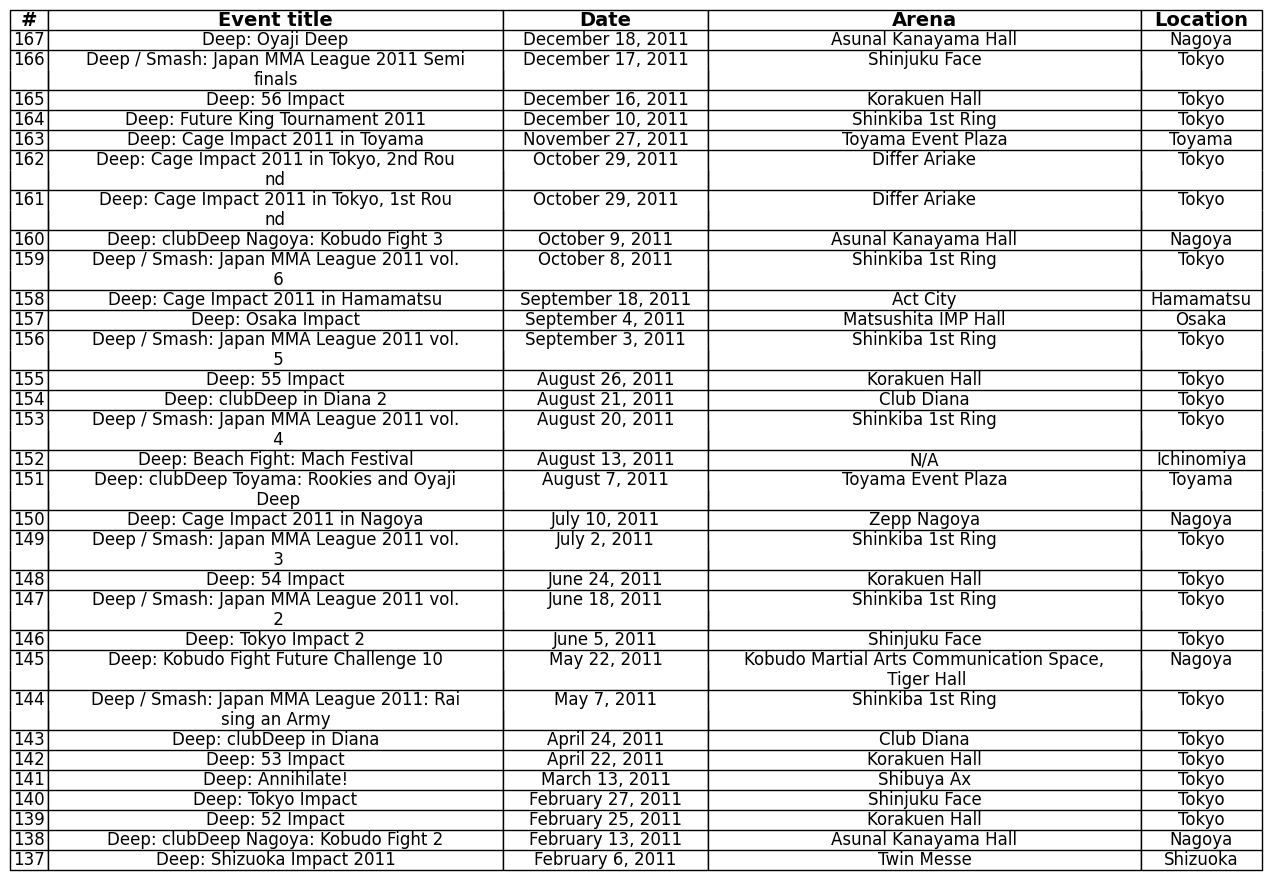 # Event title Date Arena Location
167 Deep: Oyaji Deep December 18, 2011 Asunal Kanayama Hall Nagoya
166 Deep / Smash: Japan MMA League 2011 Semi December 17, 2011 Shinjuku Face Tokyo
finals
165 Deep: 56 Impact December 16, 2011 Korakuen Hall Tokyo
164 Deep: Future King Tournament 2011 December 10, 2011 Shinkiba 1st Ring Tokyo
163 Deep: Cage Impact 2011 in Toyama November 27, 2011 Toyama Event Plaza Toyama
162 Deep: Cage Impact 2011 in Tokyo, 2nd Rou October 29, 2011 Differ Ariake Tokyo
nd
161 Deep: Cage Impact 2011 in Tokyo, 1st Rou October 29, 2011 Differ Ariake Tokyo
nd
160 Deep: clubDeep Nagoya: Kobudo Fight 3 October 9, 2011 Asunal Kanayama Hall Nagoya
159 Deep / Smash: Japan MMA League 2011 vol. October 8, 2011 Shinkiba 1st Ring Tokyo
6
158 Deep: Cage Impact 2011 in Hamamatsu September 18, 2011 Act City Hamamatsu
157 Deep: Osaka Impact September 4, 2011 Matsushita IMP Hall Osaka
156 Deep / Smash: Japan MMA League 2011 vol. September 3, 2011 Shinkiba 1st Ring Tokyo
5
155 Deep: 55 Impact August 26, 2011 Korakuen Hall Tokyo
154 Deep: clubDeep in Diana 2 August 21, 2011 Club Diana Tokyo
153 Deep / Smash: Japan MMA League 2011 vol. August 20, 2011 Shinkiba 1st Ring Tokyo
4
152 Deep: Beach Fight: Mach Festival August 13, 2011 N/A Ichinomiya
151 Deep: clubDeep Toyama: Rookies and Oyaji August 7, 2011 Toyama Event Plaza Toyama
Deep
150 Deep: Cage Impact 2011 in Nagoya July 10, 2011 Zepp Nagoya Nagoya
149 Deep / Smash: Japan MMA League 2011 vol. July 2, 2011 Shinkiba 1st Ring Tokyo
3
148 Deep: 54 Impact June 24, 2011 Korakuen Hall Tokyo
147 Deep / Smash: Japan MMA League 2011 vol. June 18, 2011 Shinkiba 1st Ring Tokyo
2
146 Deep: Tokyo Impact 2 June 5, 2011 Shinjuku Face Tokyo
145 Deep: Kobudo Fight Future Challenge 10 May 22, 2011 Kobudo Martial Arts Communication Space, Nagoya
Tiger Hall
144 Deep / Smash: Japan MMA League 2011: Rai May 7, 2011 Shinkiba 1st Ring Tokyo
sing an Army
143 Deep: clubDeep in Diana April 24, 2011 Club Diana Tokyo
142 Deep: 53 Impact April 22, 2011 Korakuen Hall Tokyo
141 Deep: Annihilate! March 13, 2011 Shibuya Ax Tokyo
140 Deep: Tokyo Impact February 27, 2011 Shinjuku Face Tokyo
139 Deep: 52 Impact February 25, 2011 Korakuen Hall Tokyo
138 Deep: clubDeep Nagoya: Kobudo Fight 2 February 13, 2011 Asunal Kanayama Hall Nagoya
137 Deep: Shizuoka Impact 2011 February 6, 2011 Twin Messe Shizuoka